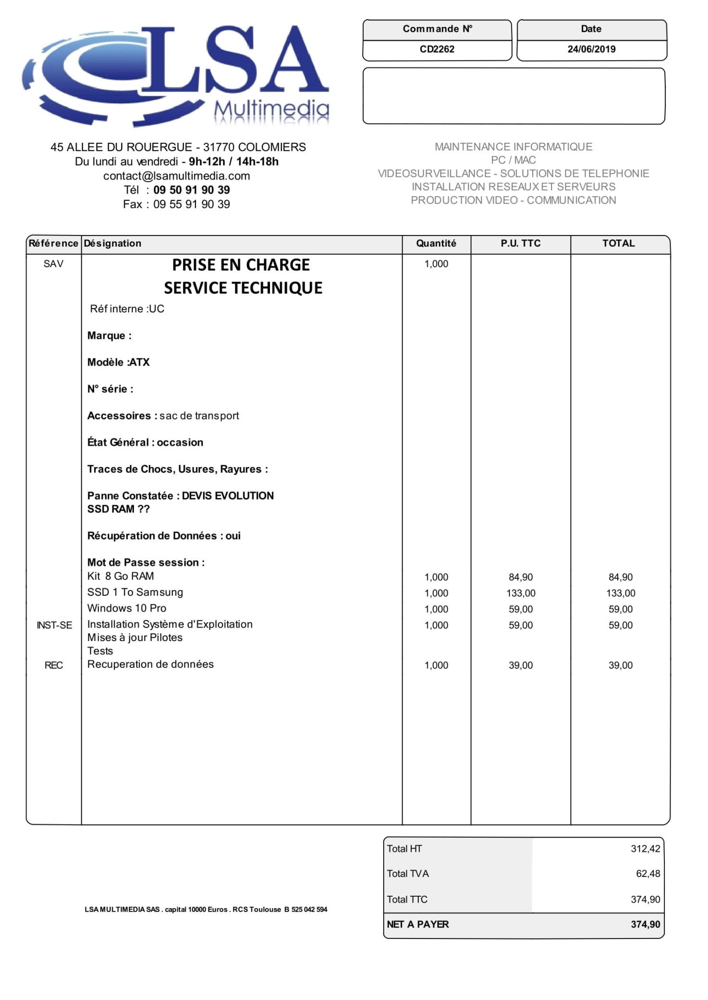 LSA
Multimedia
Commande N° Date
CD2262 24/06/2019
45 ALLEE DU ROUERGUE - 31770 COLOMIERS
Du lundi au vendredi - 9h-12h / 14h-18h
contact@lsamultimedia.com
Tél : 09 50 91 90 39
Fax : 09 55 91 90 39
MAINTENANCE INFORMATIQUE
PC / MAC
VIDEOSURVEILLANCE - SOLUTIONS DE TELEPHONIE
INSTALLATION RESEAUX ET SERVEURS
PRODUCTION VIDEO - COMMUNICATION
Référence Désignation Quantité P.U. TTC TOTAL
SAV PRISE EN CHARGE 1,000
SERVICE TECHNIQUE
Réf interne :UC
Marque :
Modèle :ATX
N° série :
Accessoires : sac de transport
État Général : occasion
Traces de Chocs, Usures, Rayures :
Panne Constatée : DEVIS EVOLUTION
SSD RAM ??
Récupération de Données : oui
Mot de Passe session :
Kit 8 Go RAM 1,000 84,90 84,90
SSD 1 To Samsung 1,000 133,00 133,00
Windows 10 Pro 1,000 59,00 59,00
INST-SE Installation Système d'Exploitation 1,000 59,00 59,00
Mises à jour Pilotes
Tests
REC Recuperation de données 1,000 39,00 39,00
Total HT 312,42
Total TVA 62,48
Total TTC 374,90
LSA MULTIMEDIA SAS . capital 10000 Euros . RCS Toulouse B 525 042 594
NET A PAYER 374,90